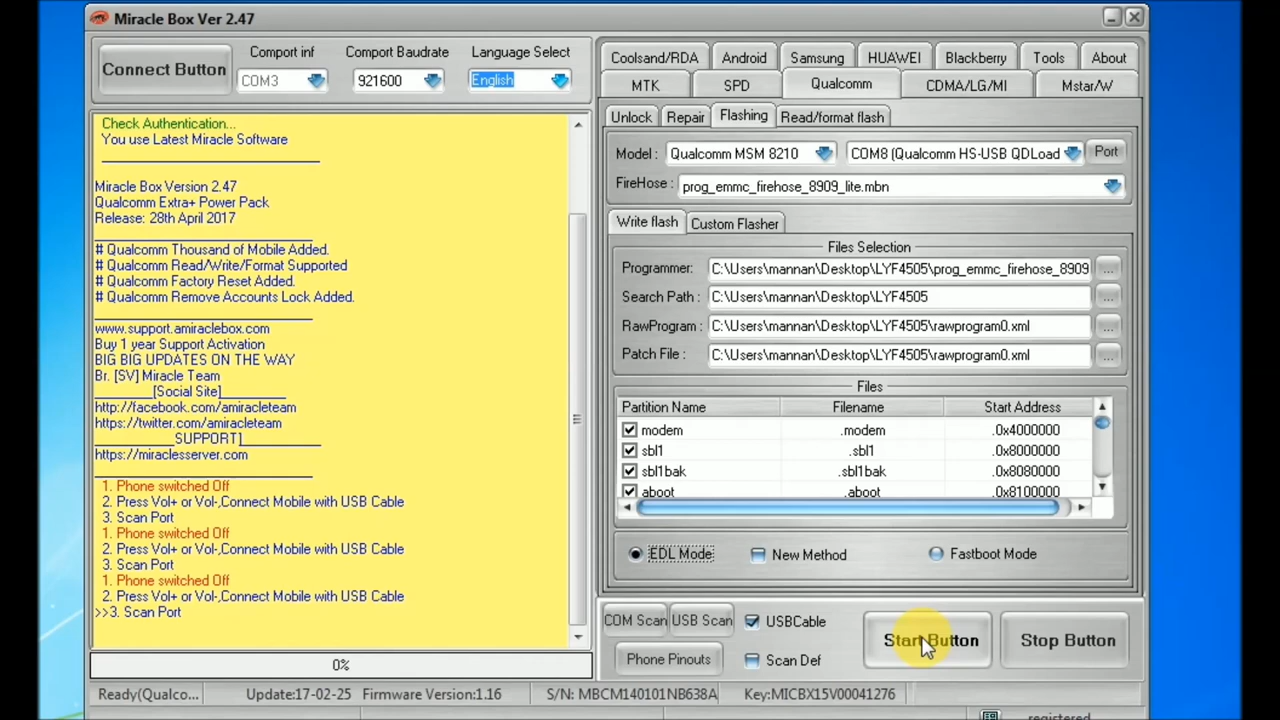 Miracle Box Ver 2.47
Connect Button
Comport inf
Comport Baudrate
Language Select
COM3
921600
English
Check Authentication...
You use Latest Miracle Software
Miracle Box Version 2.47
Qualcomm Extra+ Power Pack
Release: 28th April 2017
# Qualcomm Thousand of Mobile Added.
# Qualcomm Read/Write/Format Supported
# Qualcomm Factory Reset Added.
# Qualcomm Remove Accounts Lock Added.
www.support.amiraclebox.com
Buy 1 year Support Activation
BIG BIG UPDATES ON THE WAY
Br. [SV] Miracle Team
_______[Social Site]________
http://facebook.com/amiracleteam
https://twitter.com/amiracleteam
__________SUPPORT]__________
https://miraclesserver.com
1. Phone switched Off
2. Press Vol+ or Vol-,Connect Mobile with USB Cable
3. Scan Port
1. Phone switched Off
2. Press Vol+ or Vol-,Connect Mobile with USB Cable
3. Scan Port
1. Phone switched Off
2. Press Vol+ or Vol-,Connect Mobile with USB Cable
>>3. Scan Port
0%
Coolsand/RDA Android Samsung HUAWEI Blackberry Tools About
MTK SPD Qualcomm CDMA/LG/MI Mstar/W
Unlock Repair Flashing Read/format flash
Model : Qualcomm MSM 8210 COM8 (Qualcomm HS-USB QDLoad Port
FireHose : prog_emmc_firehose_8909_lite.mbn
Write flash Custom Flasher
Files Selection
Programmer: C:\Users\mannan\Desktop\LYF4505\prog_emmc_firehose_8909 ...
Search Path : C:\Users\mannan\Desktop\LYF4505 ...
RawProgram : C:\Users\mannan\Desktop\LYF4505\rawprogram0.xml ...
Patch File : C:\Users\mannan\Desktop\LYF4505\rawprogram0.xml ...
Files
Partition Name Filename Start Address
modem .modem .0x4000000
sbl1 .sbl1 .0x8000000
sbl1bak .sbl1bak .0x8080000
aboot .aboot .0x8100000
EDL Mode New Method Fastboot Mode
COM Scan USB Scan USBCable
Phone Pinouts Scan Def
Start Button Stop Button
Ready(Qualco... Update:17-02-25 Firmware Version:1.16 S/N: MBCM140101NB638A Key:MICBX15V00041276
registered